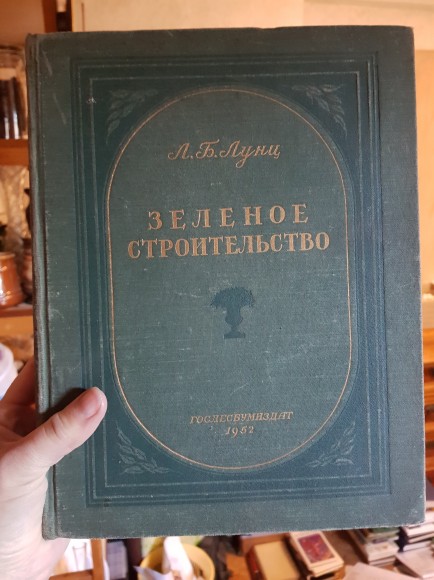 Л. Б. Лунц
ЗЕЛЕНОЕ
СТРОИТЕЛЬСТВО
ГОСЛЕСБУМИЗДАТ
1952